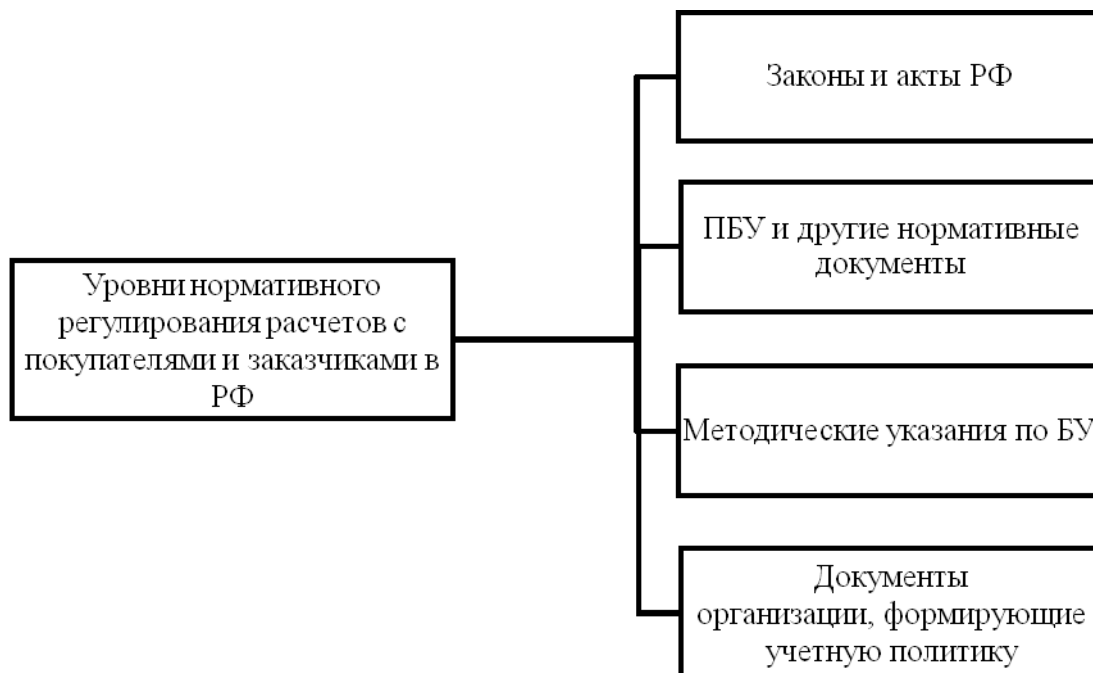 Уровни нормативного
регулирования расчетов с
покупателями и заказчиками в
РФ
Законы и акты РФ
ПБУ и другие нормативные
документы
Методические указания по БУ
Документы
организации, формирующие
учетную политику